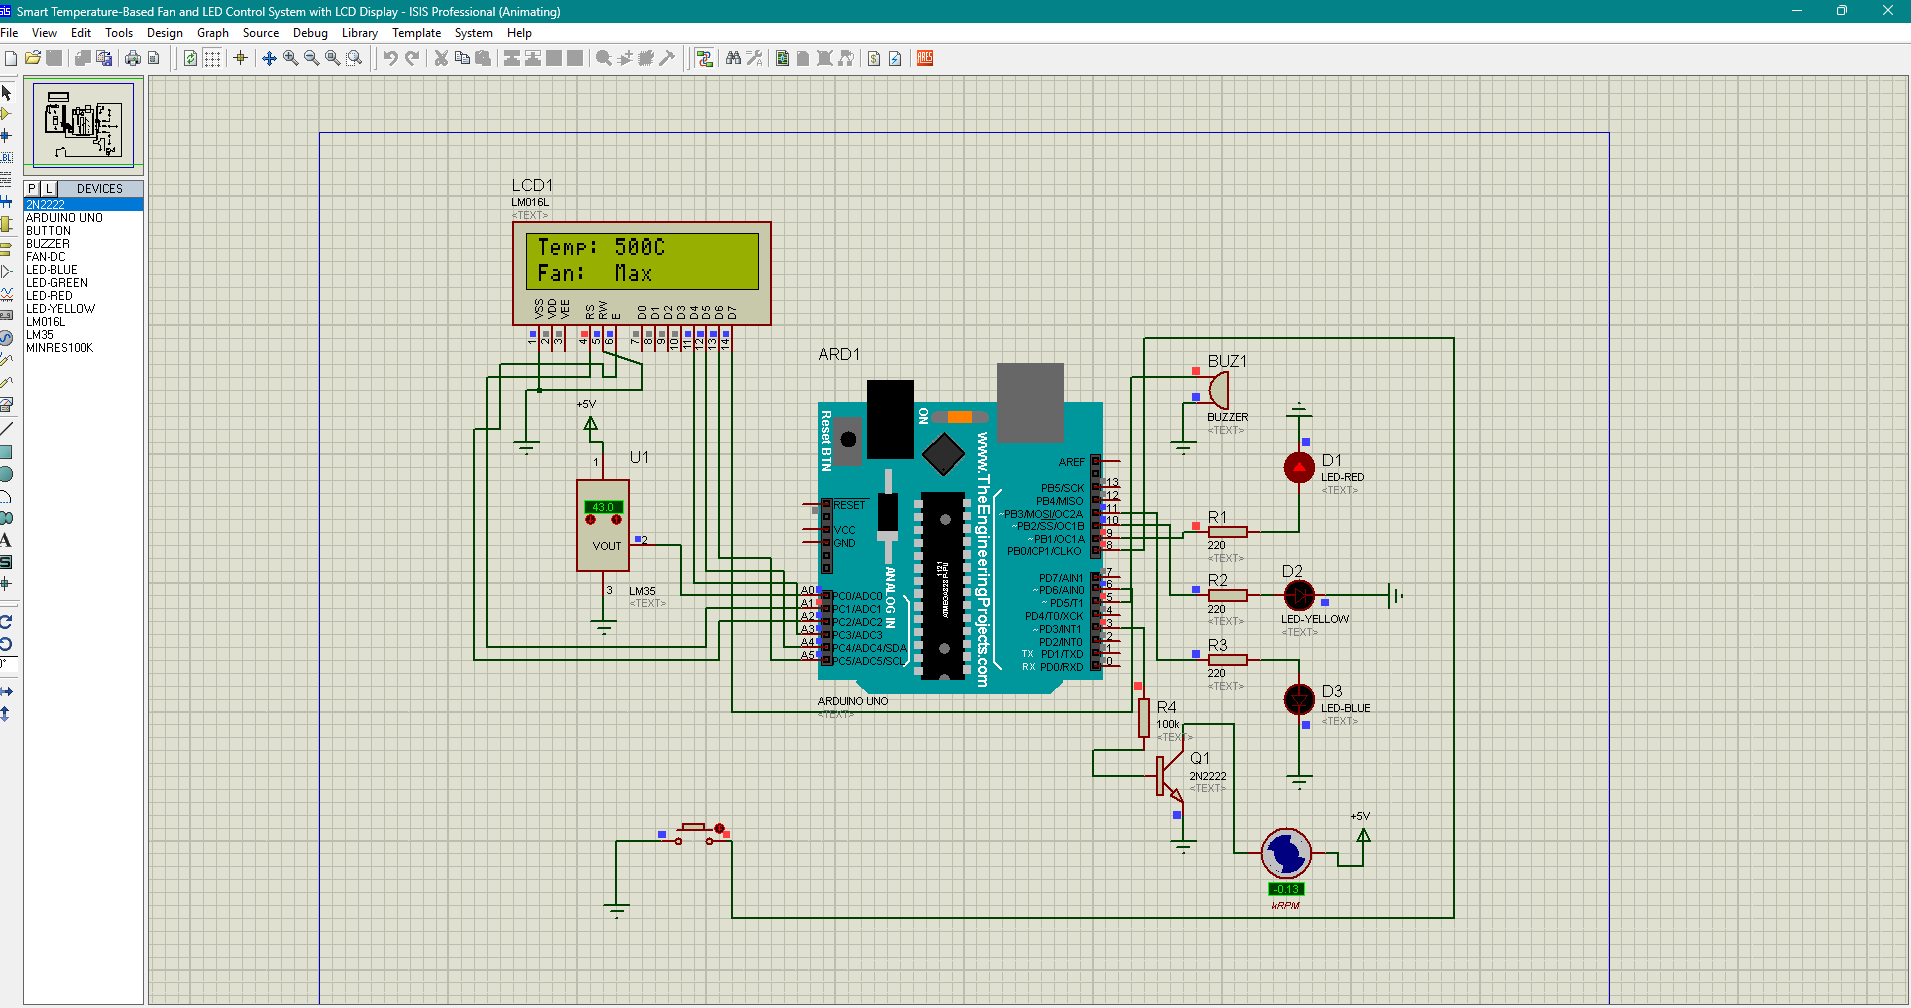 Smart Temperature-Based Fan and LED Control System with LCD Display - ISIS Professional (Animating)
File View Edit Tools Design Graph Source Debug Library Template System Help
ARES
P L DEVICES
2N2222
ARDUINO UNO
BUTTON
BUZZER
FAN-DC
LED-BLUE
LED-GREEN
LED-RED
LED-YELLOW
LM016L
LM35
MINRES100K
LCD1
LM016L
<TEXT>
Temp: 500C
Fan: Max
VSS VDD VEE RS RW E D0 D1 D2 D3 D4 D5 D6 D7
1 2 3 4 5 6 7 8 9 10 11 12 13 14
+5V
U1
1
43.0
VOUT
2
3
LM35
<TEXT>
ARD1
Reset BTN
ON
www.TheEngineeringProjects.com
ANALOG IN
RESET
VCC
GND
A0 PC0/ADC0
A1 PC1/ADC1
A2 PC2/ADC2
A3 PC3/ADC3
A4 PC4/ADC4/SDA
A5 PC5/ADC5/SCL
AREF
PB5/SCK 13
PB4/MISO 12
~PB3/MOSI/OC2A 11
~PB2/SS/OC1B 10
~PB1/OC1A 9
PB0/ICP1/CLKO 8
PD7/AIN1 7
~PD6/AIN0 6
~PD5/T1 5
PD4/T0/XCK 4
~PD3/INT1 3
PD2/INT0 2
TX PD1/TXD 1
RX PD0/RXD 0
ARDUINO UNO
<TEXT>
BUZ1
BUZZER
<TEXT>
D1
LED-RED
<TEXT>
R1
220
<TEXT>
R2
220
<TEXT>
D2
LED-YELLOW
<TEXT>
R3
220
<TEXT>
D3
LED-BLUE
<TEXT>
R4
100k
<TEXT>
Q1
2N2222
<TEXT>
+5V
-0.13
kRPM